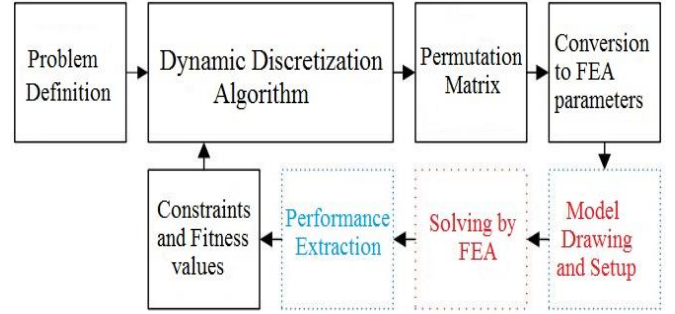 Problem
Definition
Dynamic Discretization
Algorithm
Permutation
Matrix
Conversion
to FEA
parameters
Constraints
and Fitness
values
Performance
Extraction
Solving by
FEA
Model
Drawing
and Setup